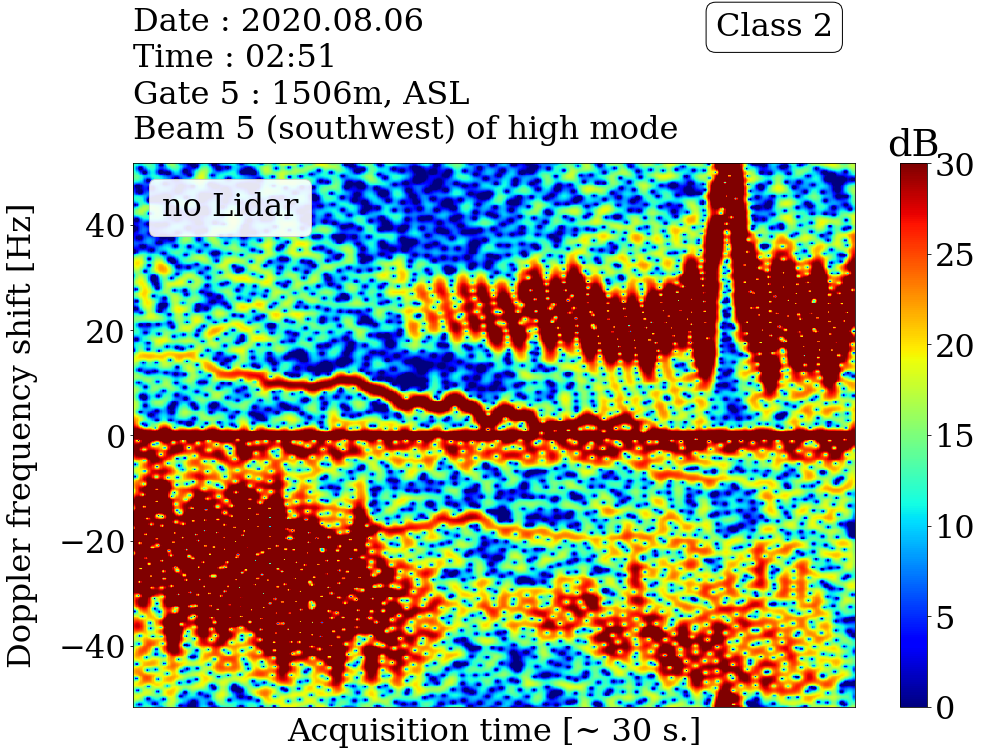 Date : 2020.08.06
Time : 02:51
Gate 5 : 1506m, ASL
Beam 5 (southwest) of high mode
Class 2
dB
no Lidar
Doppler frequency shift [Hz]
40
20
0
−20
−40
30
25
20
15
10
5
0
Acquisition time [~ 30 s.]